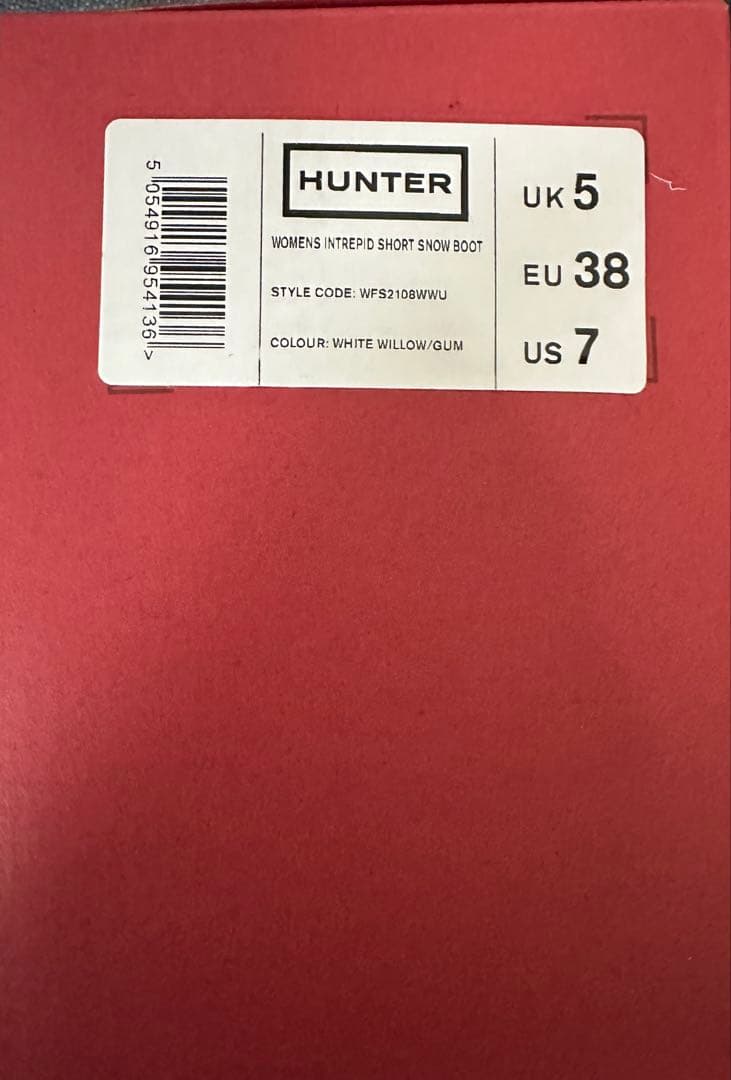 5 054916 954136 >
HUNTER
WOMENS INTREPID SHORT SNOW BOOT
STYLE CODE: WFS2108WWU
COLOUR: WHITE WILLOW/GUM
UK 5
EU 38
US 7